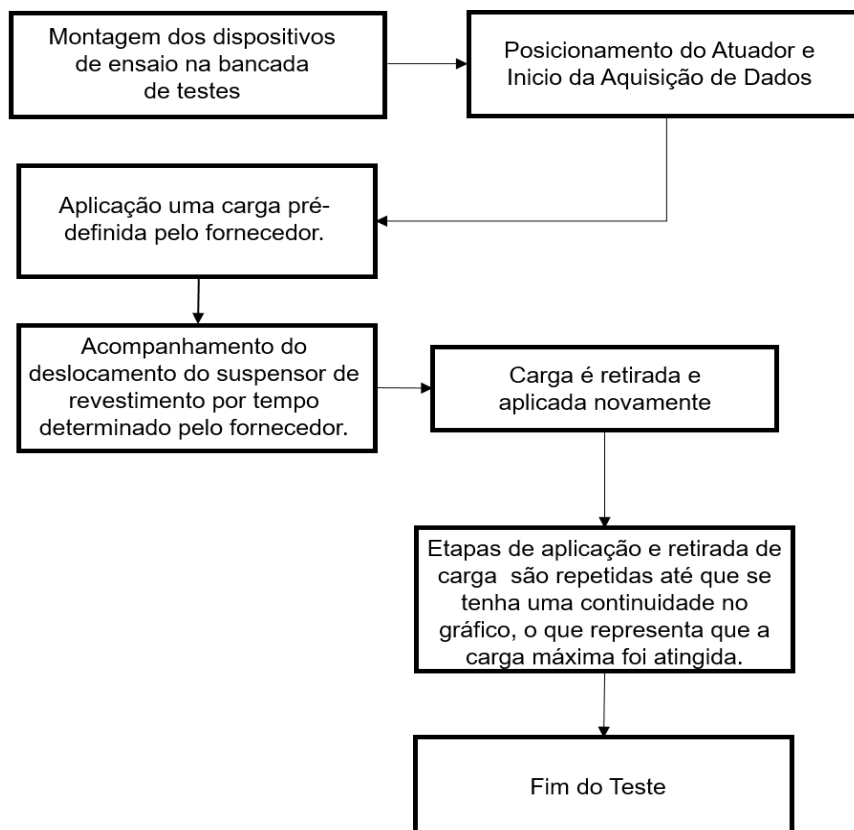 Montagem dos dispositivos
de ensaio na bancada
de testes
Posicionamento do Atuador e
Inicio da Aquisição de Dados
Aplicação uma carga pré-
definida pelo fornecedor.
Acompanhamento do
deslocamento do suspensor de
revestimento por tempo
determinado pelo fornecedor.
Carga é retirada e
aplicada novamente
Etapas de aplicação e retirada de
carga  são repetidas até que se
tenha uma continuidade no
gráfico, o que representa que a
carga máxima foi atingida.
Fim do Teste